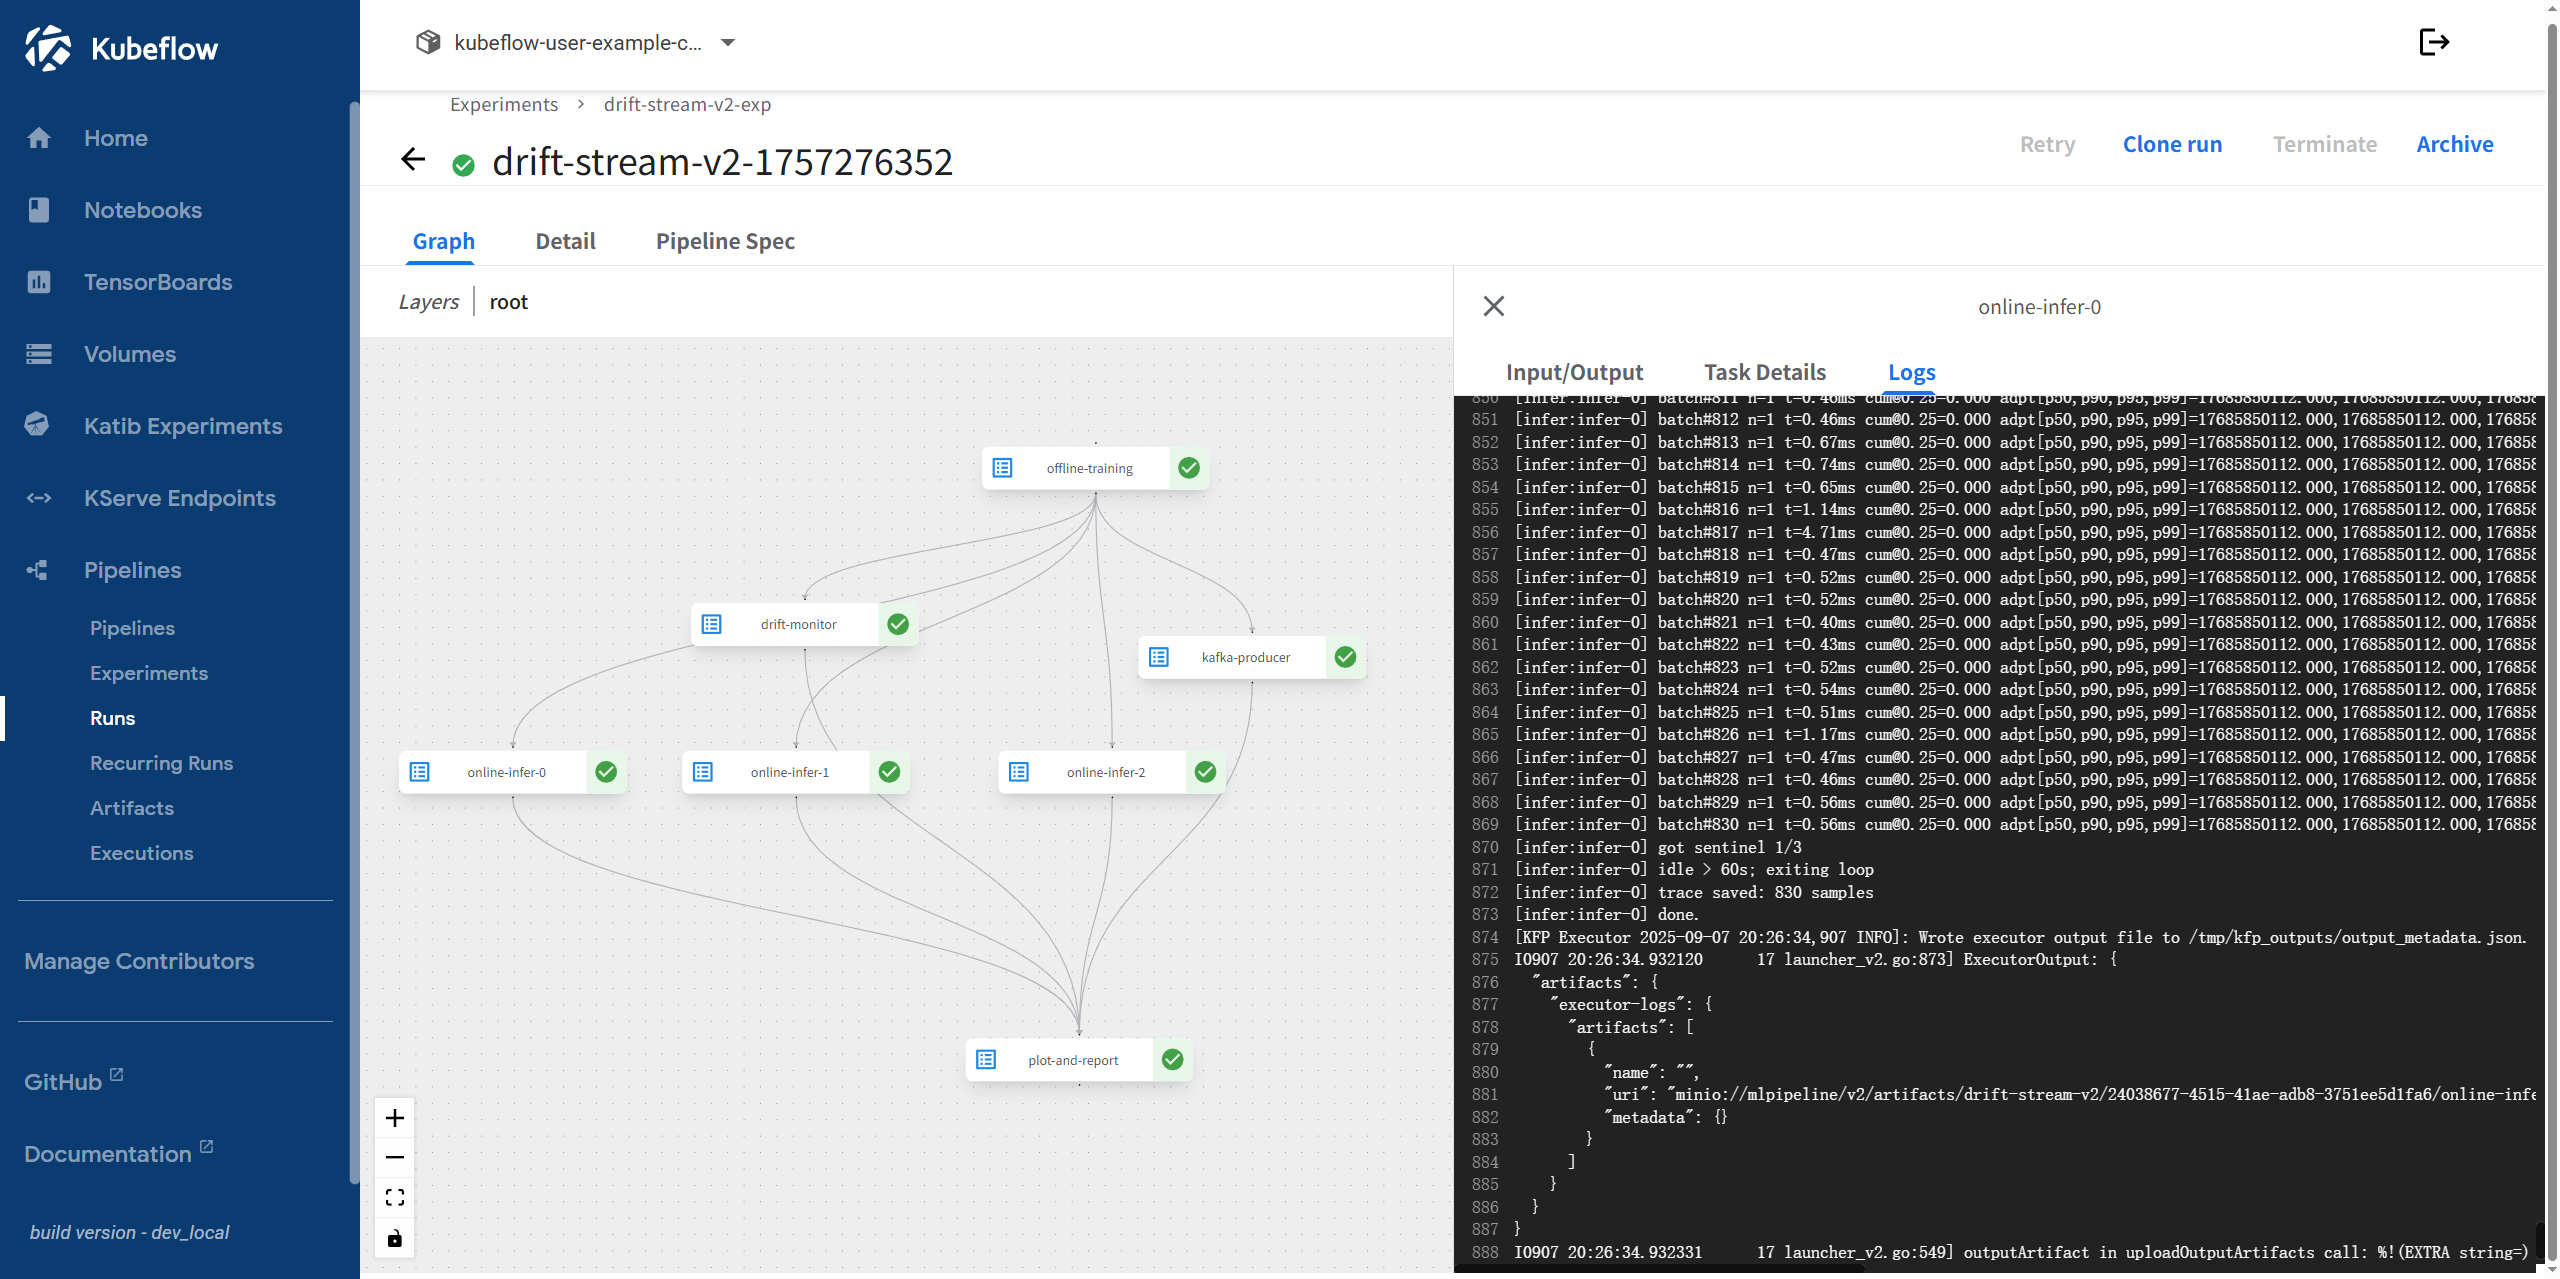 Kubeflow
kubeflow-user-example-c...
Home
Notebooks
TensorBoards
Volumes
Katib Experiments
KServe Endpoints
Pipelines
Pipelines
Experiments
Runs
Recurring Runs
Artifacts
Executions
Manage Contributors
GitHub
Documentation
build version - dev_local
Experiments > drift-stream-v2-exp
drift-stream-v2-1757276352
Retry
Clone run
Terminate
Archive
Graph
Detail
Pipeline Spec
Layers
root
offline-training
drift-monitor
kafka-producer
online-infer-0
online-infer-1
online-infer-2
plot-and-report
online-infer-0
Input/Output
Task Details
Logs
850 [infer:infer-0] batch#811 n=1 t=0.46ms cum@0.25=0.000 adpt[p50,p90,p95,p99]=17685850112.000,17685850112.000,17685
851 [infer:infer-0] batch#812 n=1 t=0.46ms cum@0.25=0.000 adpt[p50,p90,p95,p99]=17685850112.000,17685850112.000,17685
852 [infer:infer-0] batch#813 n=1 t=0.67ms cum@0.25=0.000 adpt[p50,p90,p95,p99]=17685850112.000,17685850112.000,17685
853 [infer:infer-0] batch#814 n=1 t=0.74ms cum@0.25=0.000 adpt[p50,p90,p95,p99]=17685850112.000,17685850112.000,17685
854 [infer:infer-0] batch#815 n=1 t=0.65ms cum@0.25=0.000 adpt[p50,p90,p95,p99]=17685850112.000,17685850112.000,17685
855 [infer:infer-0] batch#816 n=1 t=1.14ms cum@0.25=0.000 adpt[p50,p90,p95,p99]=17685850112.000,17685850112.000,17685
856 [infer:infer-0] batch#817 n=1 t=4.71ms cum@0.25=0.000 adpt[p50,p90,p95,p99]=17685850112.000,17685850112.000,17685
857 [infer:infer-0] batch#818 n=1 t=0.47ms cum@0.25=0.000 adpt[p50,p90,p95,p99]=17685850112.000,17685850112.000,17685
858 [infer:infer-0] batch#819 n=1 t=0.52ms cum@0.25=0.000 adpt[p50,p90,p95,p99]=17685850112.000,17685850112.000,17685
859 [infer:infer-0] batch#820 n=1 t=0.52ms cum@0.25=0.000 adpt[p50,p90,p95,p99]=17685850112.000,17685850112.000,17685
860 [infer:infer-0] batch#821 n=1 t=0.40ms cum@0.25=0.000 adpt[p50,p90,p95,p99]=17685850112.000,17685850112.000,17685
861 [infer:infer-0] batch#822 n=1 t=0.43ms cum@0.25=0.000 adpt[p50,p90,p95,p99]=17685850112.000,17685850112.000,17685
862 [infer:infer-0] batch#823 n=1 t=0.52ms cum@0.25=0.000 adpt[p50,p90,p95,p99]=17685850112.000,17685850112.000,17685
863 [infer:infer-0] batch#824 n=1 t=0.54ms cum@0.25=0.000 adpt[p50,p90,p95,p99]=17685850112.000,17685850112.000,17685
864 [infer:infer-0] batch#825 n=1 t=0.51ms cum@0.25=0.000 adpt[p50,p90,p95,p99]=17685850112.000,17685850112.000,17685
865 [infer:infer-0] batch#826 n=1 t=1.17ms cum@0.25=0.000 adpt[p50,p90,p95,p99]=17685850112.000,17685850112.000,17685
866 [infer:infer-0] batch#827 n=1 t=0.47ms cum@0.25=0.000 adpt[p50,p90,p95,p99]=17685850112.000,17685850112.000,17685
867 [infer:infer-0] batch#828 n=1 t=0.46ms cum@0.25=0.000 adpt[p50,p90,p95,p99]=17685850112.000,17685850112.000,17685
868 [infer:infer-0] batch#829 n=1 t=0.56ms cum@0.25=0.000 adpt[p50,p90,p95,p99]=17685850112.000,17685850112.000,17685
869 [infer:infer-0] batch#830 n=1 t=0.56ms cum@0.25=0.000 adpt[p50,p90,p95,p99]=17685850112.000,17685850112.000,17685
870 [infer:infer-0] got sentinel 1/3
871 [infer:infer-0] idle > 60s; exiting loop
872 [infer:infer-0] trace saved: 830 samples
873 [infer:infer-0] done.
874 [KFP Executor 2025-09-07 20:26:34,907 INFO]: Wrote executor output file to /tmp/kfp_outputs/output_metadata.json.
875 I0907 20:26:34.932120 17 launcher_v2.go:873] ExecutorOutput: {
876 "artifacts": {
877 "executor-logs": {
878 "artifacts": [
879 {
880 "name": "",
881 "uri": "minio://mlpipeline/v2/artifacts/drift-stream-v2/24038677-4515-41ae-adb8-3751ee5d1fa6/online-infe
882 "metadata": {}
883 }
884 ]
885 }
886 }
887 }
888 I0907 20:26:34.932331 17 launcher_v2.go:549] outputArtifact in uploadOutputArtifacts call: %!(EXTRA string=)